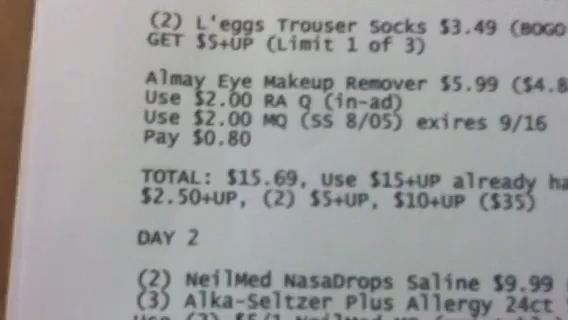 (2) L'eggs Trouser Socks $3.49 (BOGO
GET $5+UP (Limit 1 of 3)
Almay Eye Makeup Remover $5.99 ($4.8
Use $2.00 RA Q (in-ad)
Use $2.00 MQ (SS 8/05) exires 9/16
Pay $0.80
TOTAL: $15.69, Use $15+UP already ha
$2.50+UP, (2) $5+UP, $10+UP ($35)
DAY 2
(2) NeilMed NasaDrops Saline $9.99
(3) Alka-Seltzer Plus Allergy 24ct